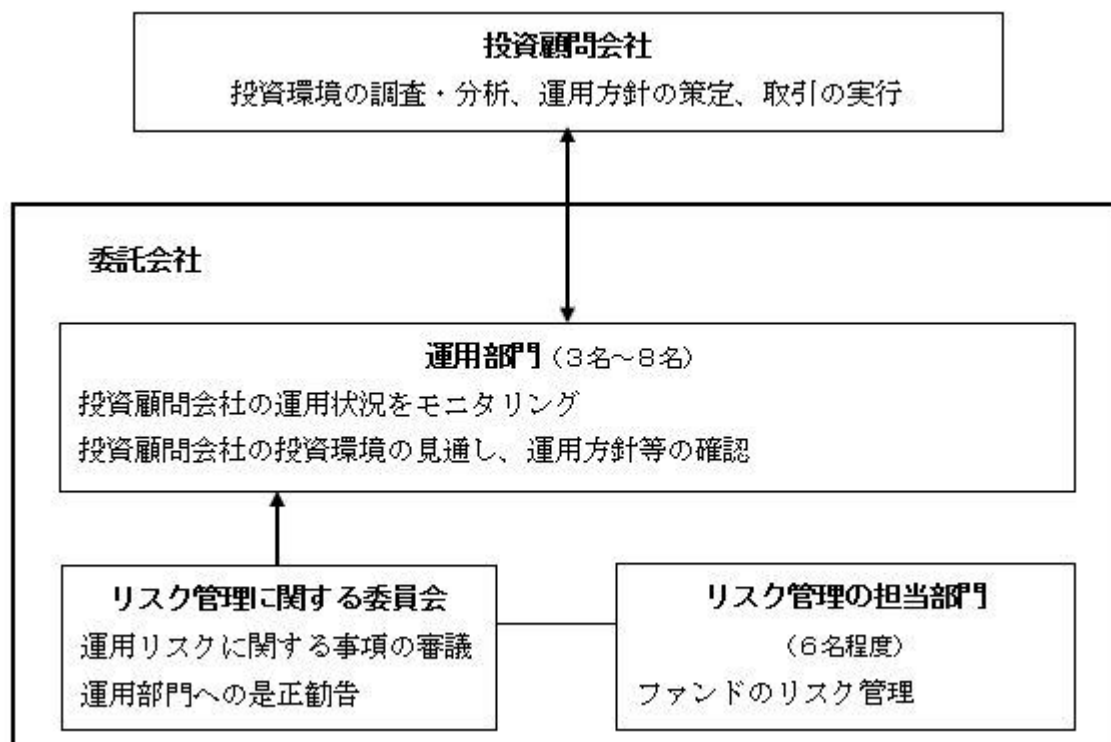 投資顧問会社
投資環境の調査・分析、運用方針の策定、取引の実行
委託会社
運用部門（3名～8名）
投資顧問会社の運用状況をモニタリング
投資顧問会社の投資環境の見通し、運用方針等の確認
リスク管理に関する委員会
運用リスクに関する事項の審議
運用部門への是正勧告
リスク管理の担当部門
（6名程度）
ファンドのリスク管理